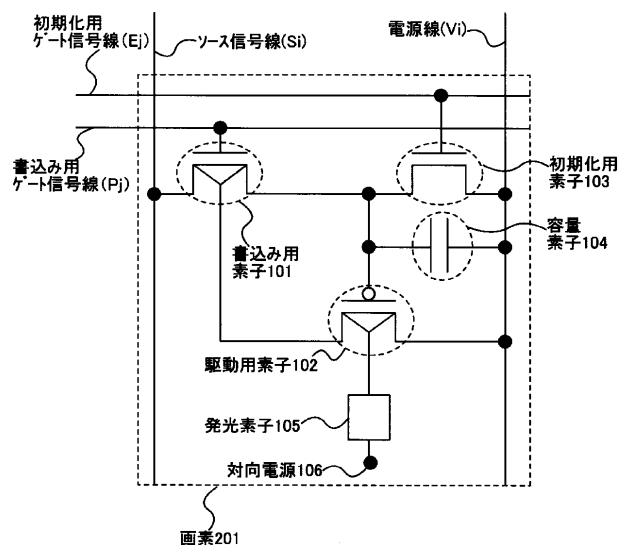 初期化用
ｹﾞｰﾄ信号線(Ej)
ソース信号線(Si)
電源線(Vi)
書込み用
ｹﾞｰﾄ信号線(Pj)
初期化用
素子103
容量
素子104
書込み用
素子101
駆動用素子102
発光素子105
対向電源106
画素201